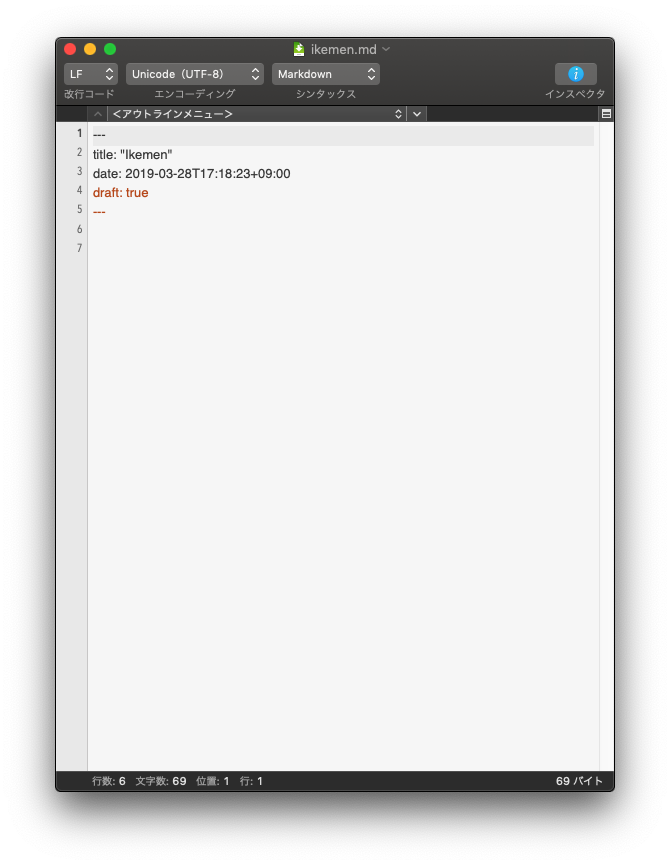 ikemen.md
LF Unicode（UTF-8） Markdown
改行コード エンコーディング シンタックス インスペクタ
<アウトラインメニュー>
1 ---
2 title: "Ikemen"
3 date: 2019-03-28T17:18:23+09:00
4 draft: true
5 ---
6
7
行数: 6 文字数: 69 位置: 1 行: 1 69 バイト